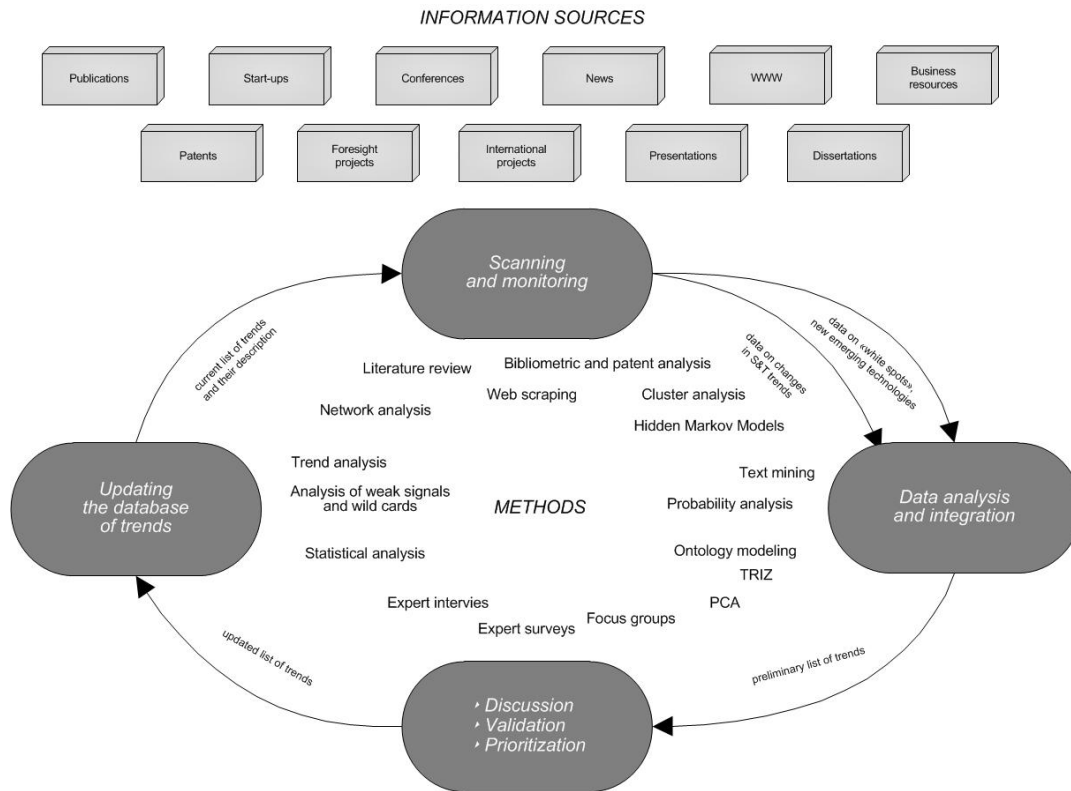 INFORMATION SOURCES
Publications
Start-ups
Conferences
News
WWW
Business
resources
Patents
Foresight
projects
International
projects
Presentations
Dissertations
Scanning
and monitoring
current list of trends
and their description
data on changes
in S&T trends
data on «white spots»,
new emerging technologies
Literature review
Bibliometric and patent analysis
Web scraping
Cluster analysis
Network analysis
Hidden Markov Models
Trend analysis
Text mining
Analysis of weak signals
and wild cards
METHODS
Probability analysis
Updating
the database
of trends
Data analysis
and integration
Statistical analysis
Ontology modeling
TRIZ
Expert intervies
PCA
Focus groups
Expert surveys
updated list of trends
preliminary list of trends
‣ Discussion
‣ Validation
‣ Prioritization